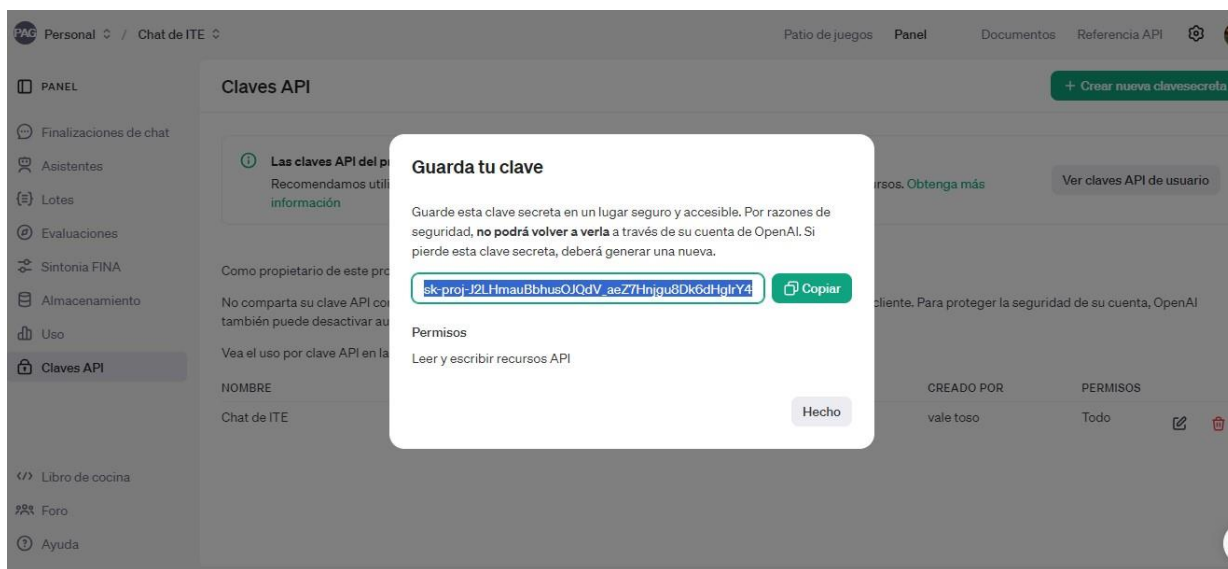 PAG Personal / Chat de ITE
Patio de juegos Panel Documentos Referencia API
PANEL
Finalizaciones de chat
Asistentes
Lotes
Evaluaciones
Sintonia FINA
Almacenamiento
Uso
Claves API
Libro de cocina
Foro
Ayuda
Claves API
+ Crear nueva clavesecreta
Las claves API del
Recomendamos
información
Obtenga más
Ver claves API de usuario
Como propietario de este
No comparta su clave API
Para proteger la seguridad de su cuenta, OpenAI
también puede desactivar
Vea el uso por clave API en la
NOMBRE CREADO POR PERMISOS
Chat de ITE vale toso Todo
Guarda tu clave
Guarde esta clave secreta en un lugar seguro y accesible. Por razones de
seguridad, no podrá volver a verla a través de su cuenta de OpenAI. Si
pierde esta clave secreta, deberá generar una nueva.
sk-proj-J2LHmauBbhusOJQdV_aeZ7Hnjgu8Dk6dHglrY4
Copiar
Permisos
Leer y escribir recursos API
Hecho